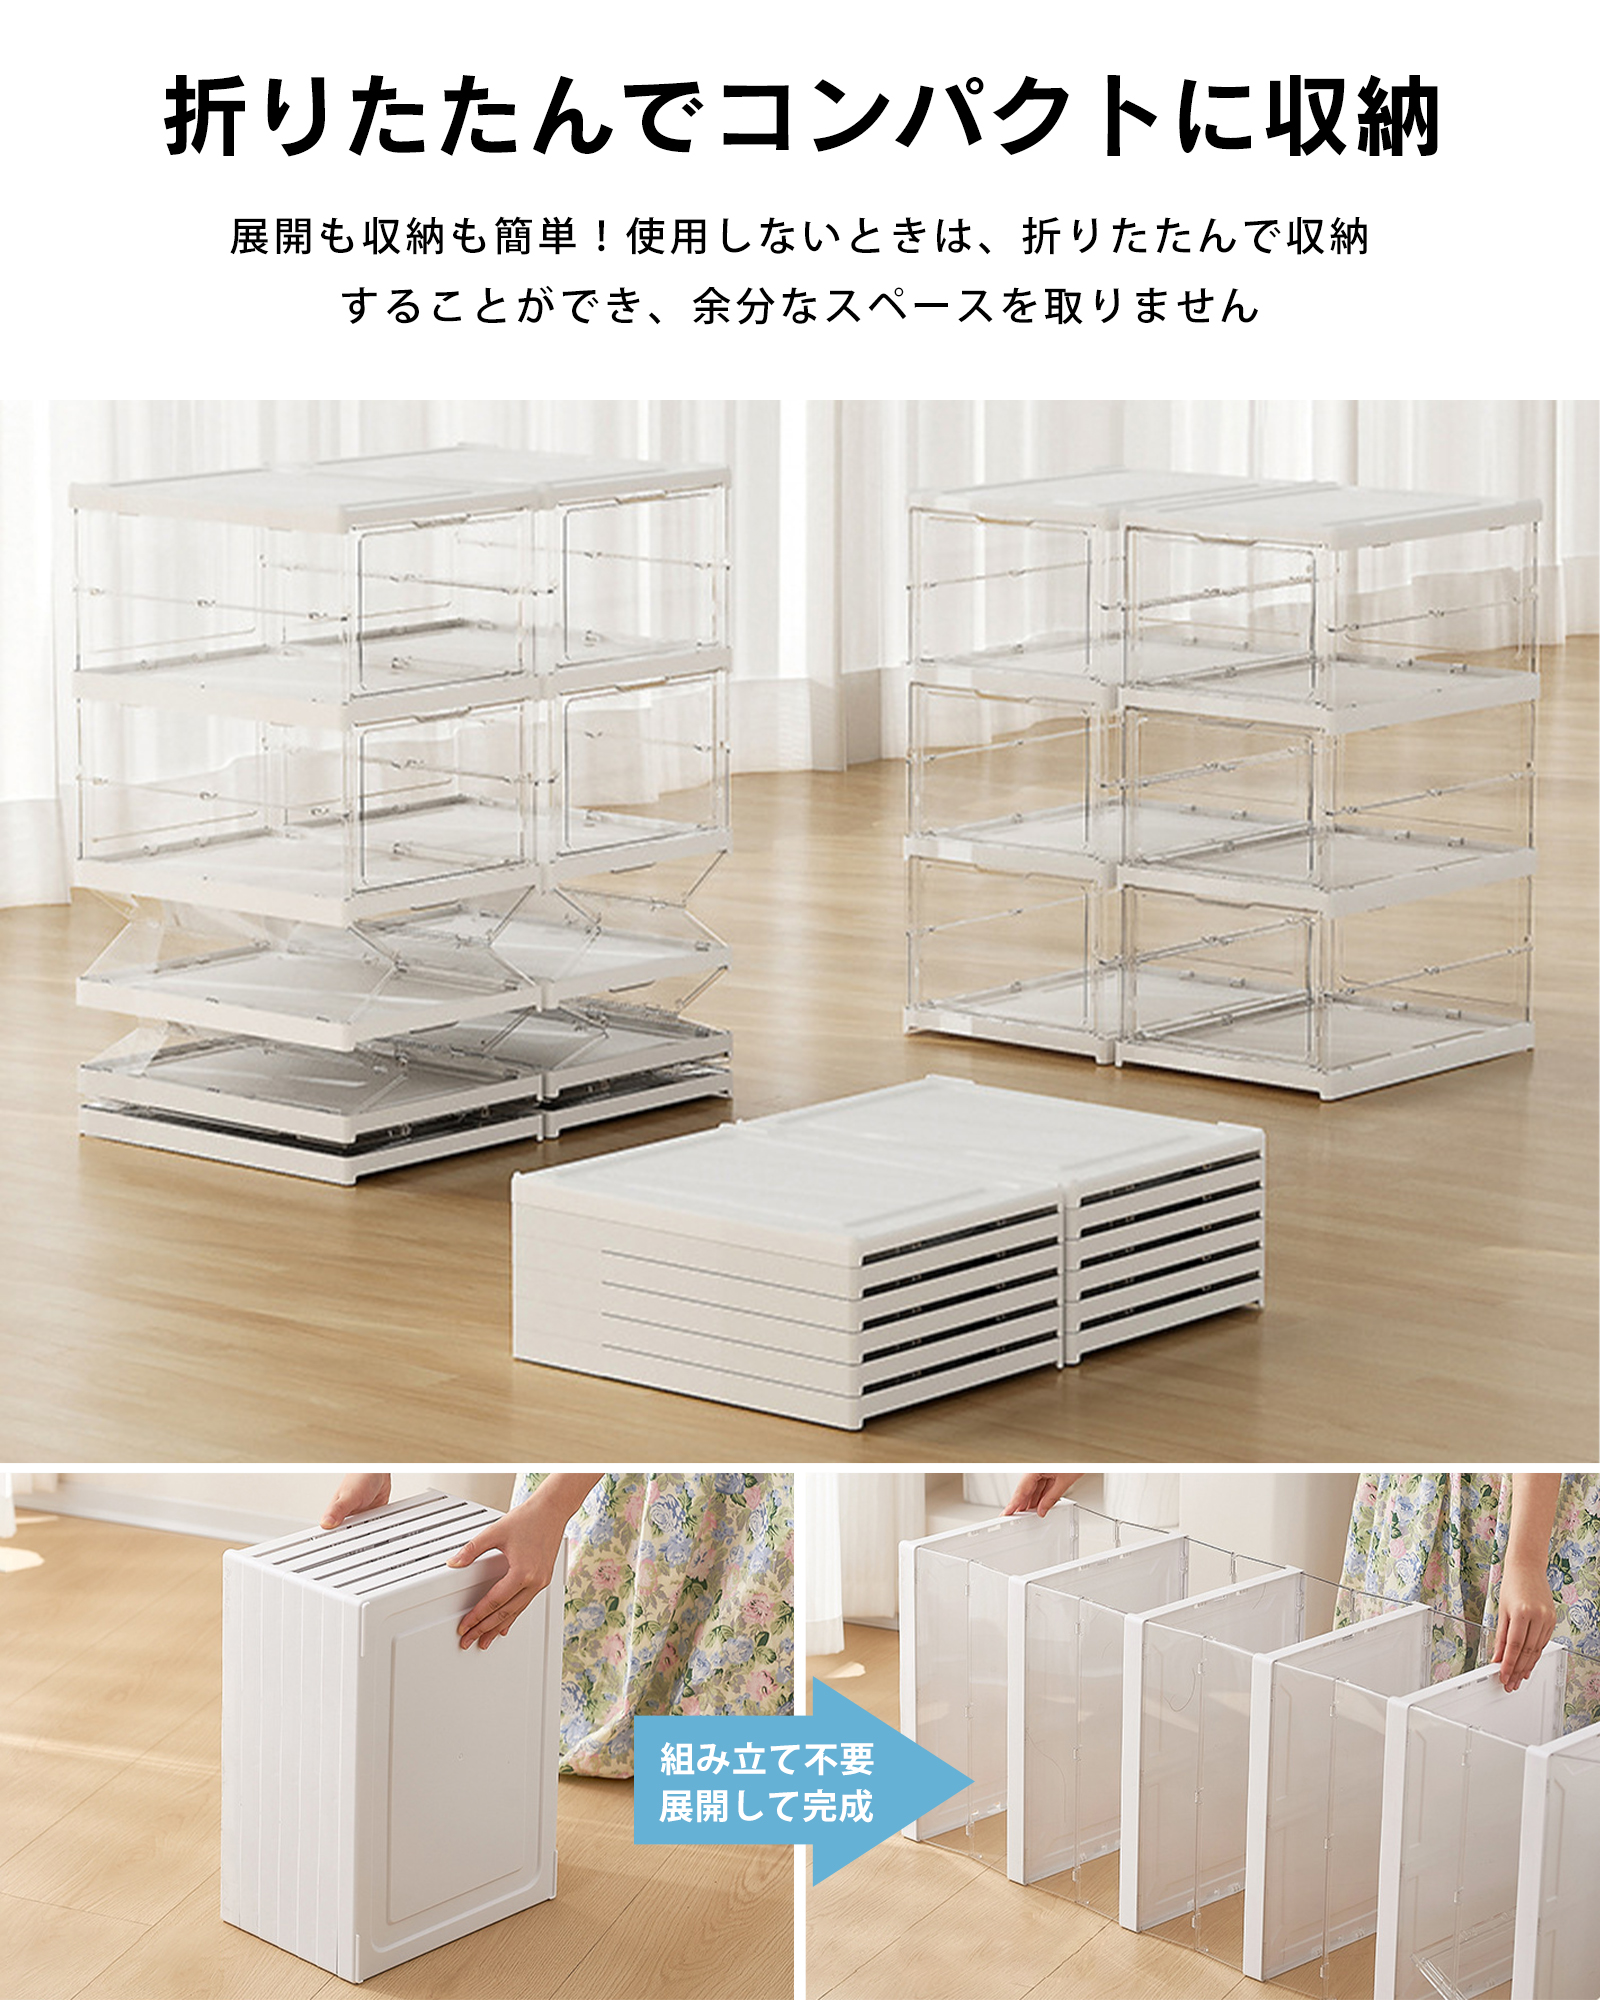 折りたたんでコンパクトに収納
展開も収納も簡単！使用しないときは、折りたたんで収納
することができ、余分なスペースを取りません
組み立て不要
展開して完成